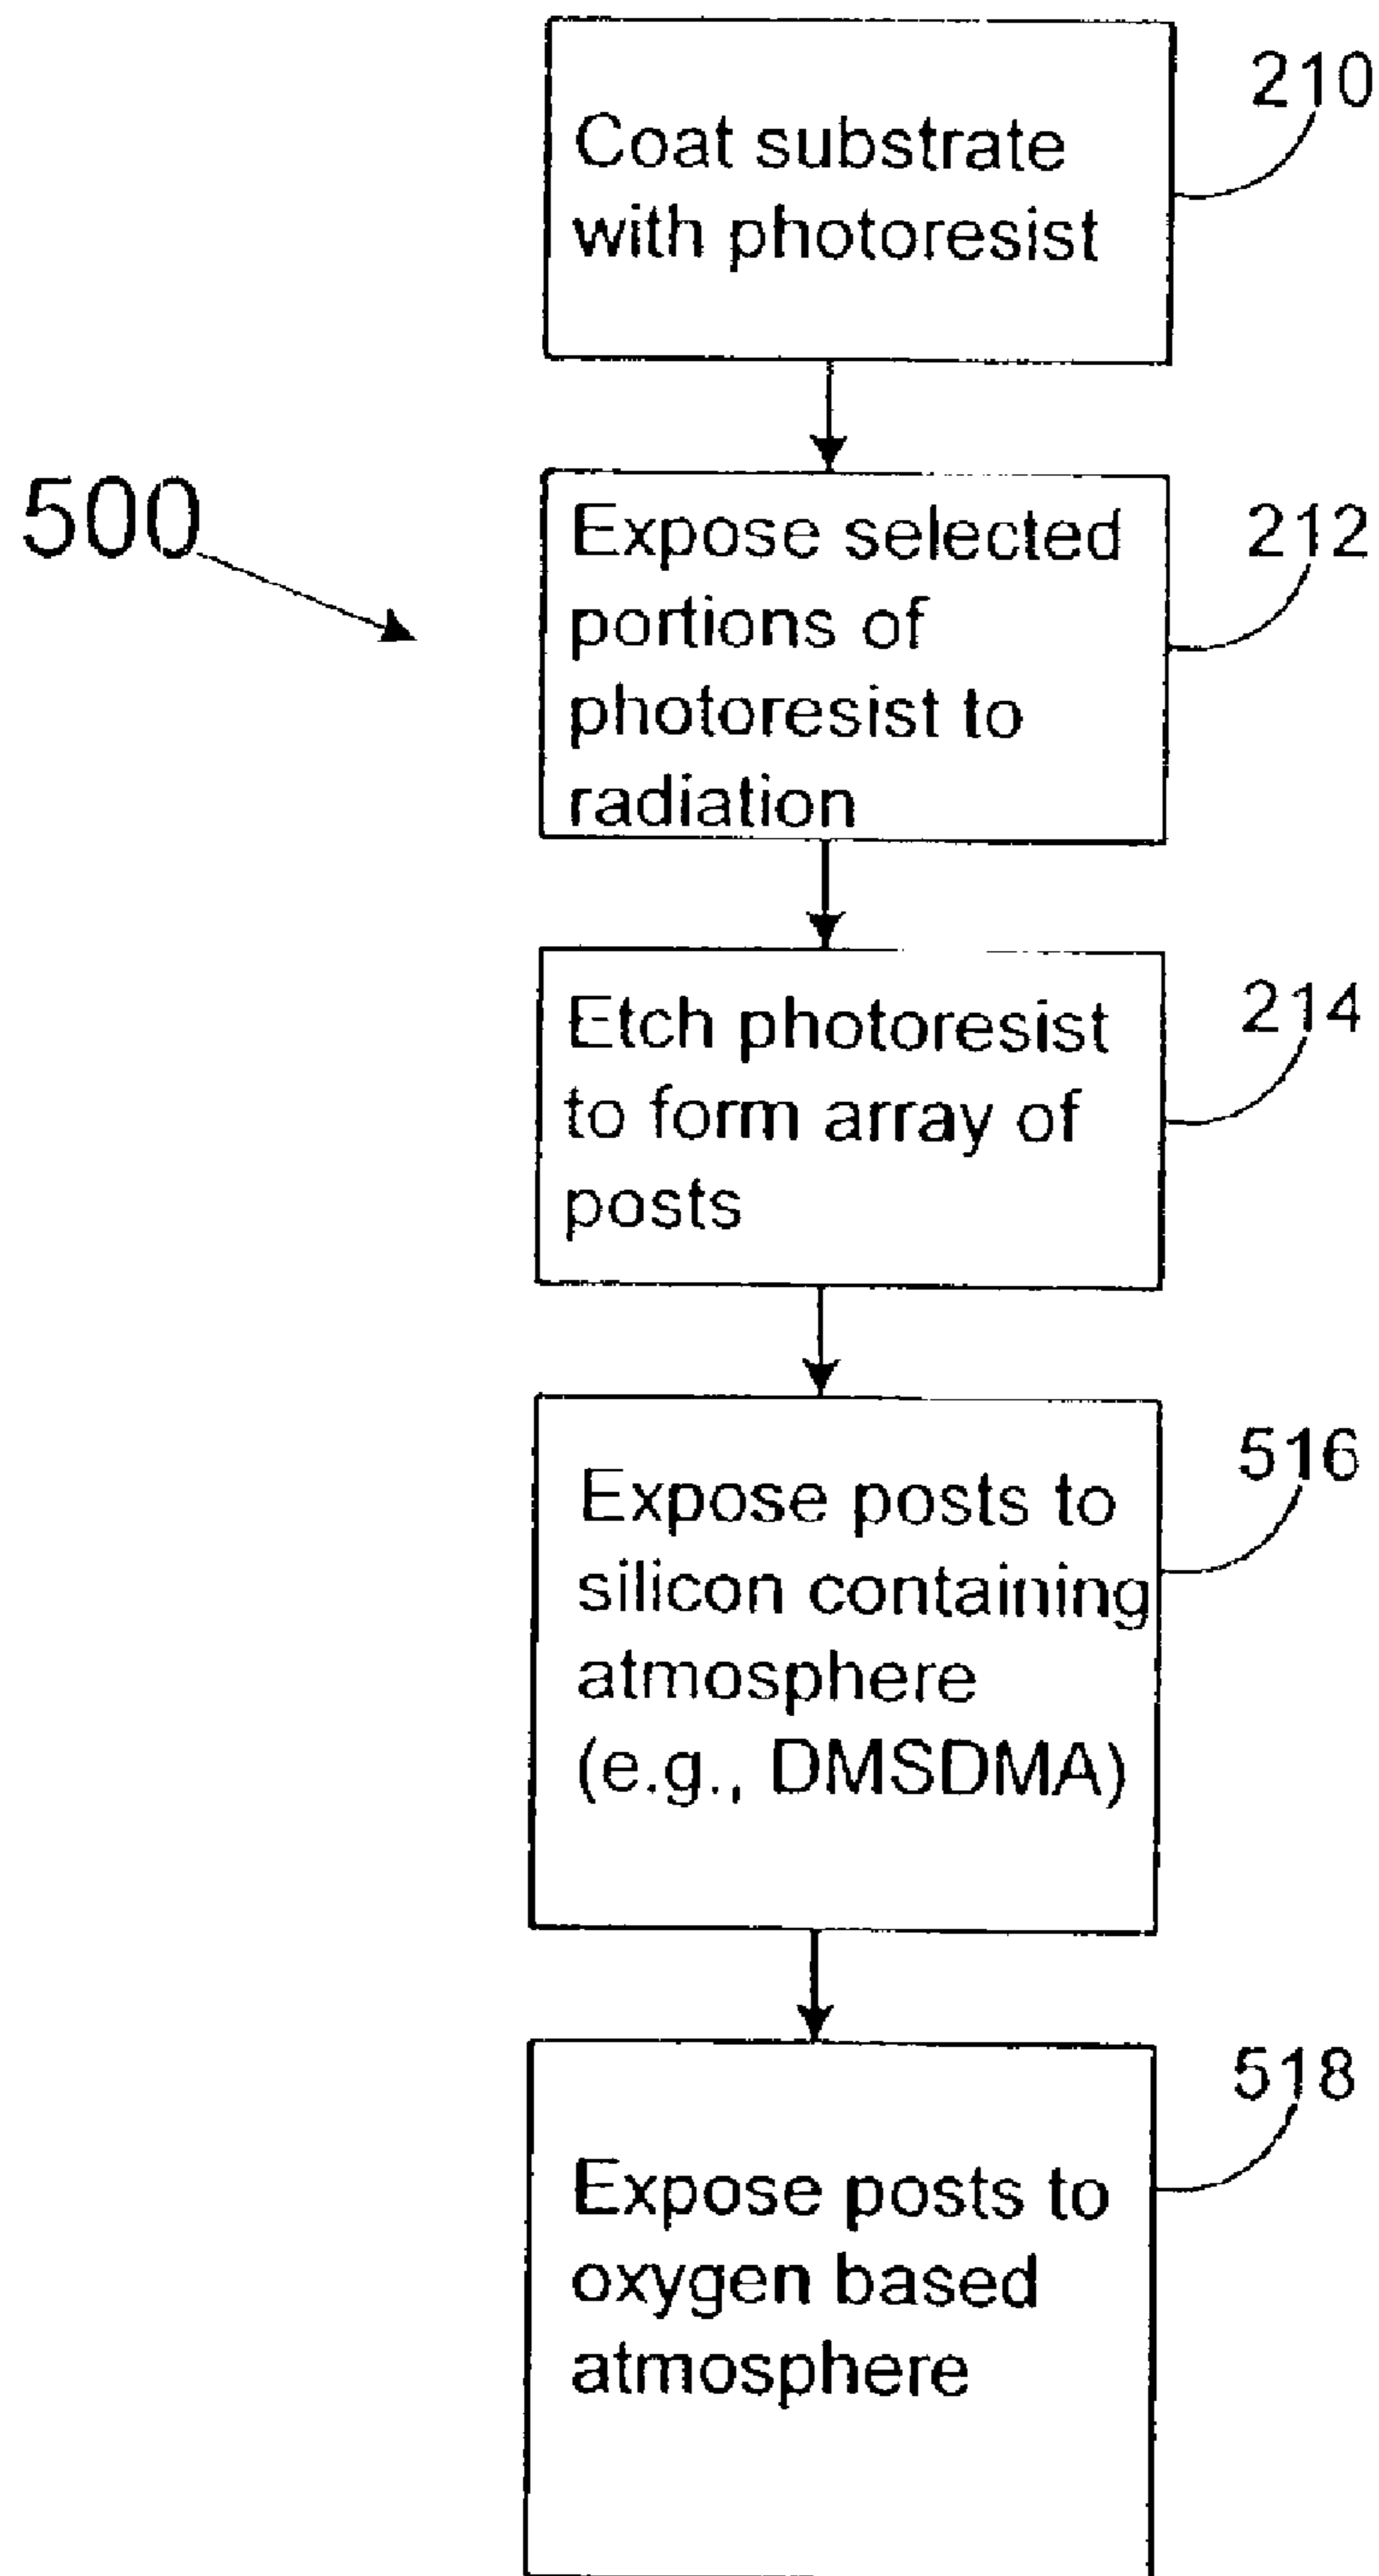 210
Coat substrate
with photoresist
500
212
Expose selected
portions of
photoresist to
radiation
214
Etch photoresist
to form array of
posts
516
Expose posts to
silicon containing
atmosphere
(e.g., DMSDMA)
518
Expose posts to
oxygen based
atmosphere